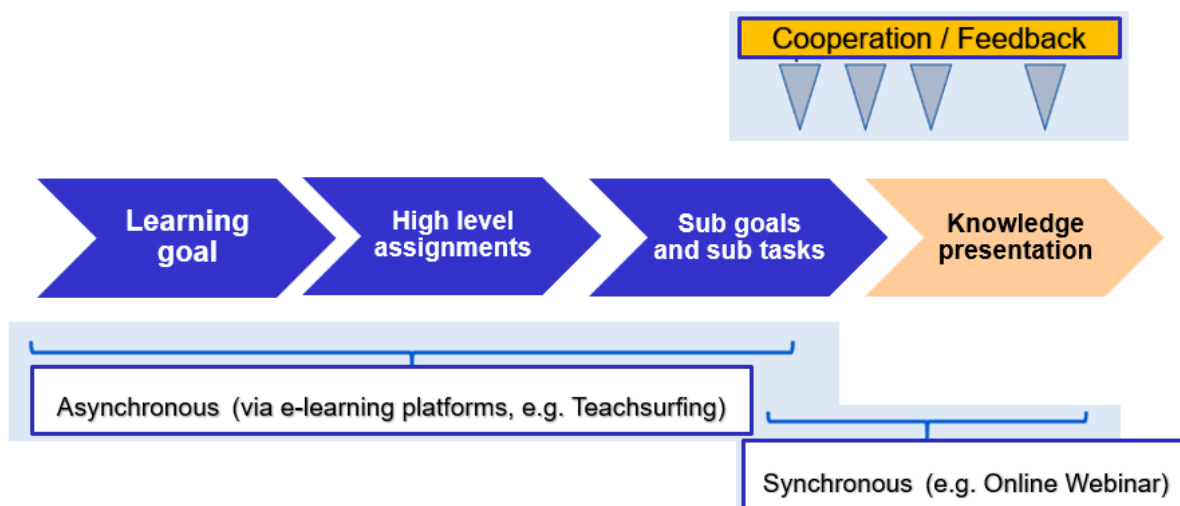 Cooperation / Feedback
Learning
goal
High level
assignments
Sub goals
and sub tasks
Knowledge
presentation
Asynchronous (via e-learning platforms, e.g. Teachsurfing)
Synchronous (e.g. Online Webinar)